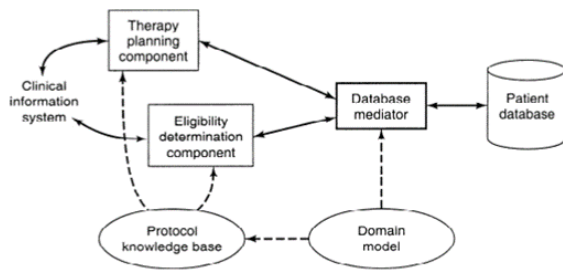 Therapy
planning
component
Clinical
information
system
Eligibility
determination
component
Database
mediator
Patient
database
Protocol
knowledge base
Domain
model